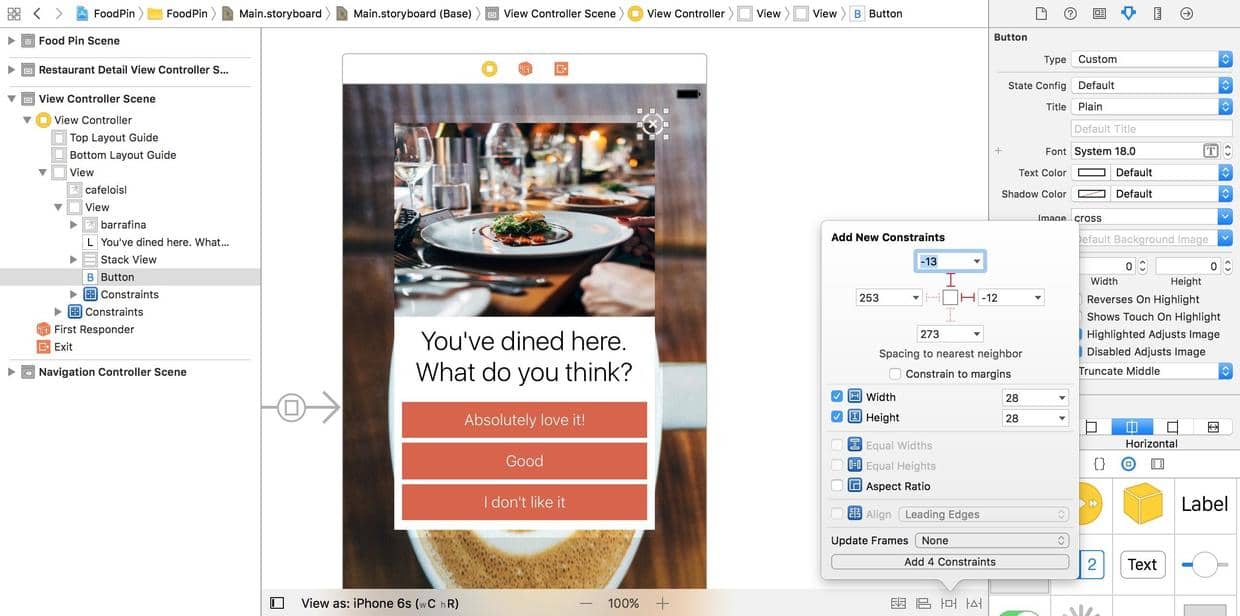 FoodPin FoodPin Main.storyboard Main.storyboard (Base) View Controller Scene View Controller View View B Button
Food Pin Scene
Restaurant Detail View Controller S...
View Controller Scene
View Controller
Top Layout Guide
Bottom Layout Guide
View
cafeloisl
View
barrafina
L You've dined here. What...
Stack View
B Button
Constraints
Constraints
First Responder
Exit
Navigation Controller Scene
You've dined here.
What do you think?
Absolutely love it!
Good
I don't like it
View as: iPhone 6s (wC hR)
100%
Add New Constraints
-13
253
-12
273
Spacing to nearest neighbor
Constrain to margins
Width 28
Height 28
Equal Widths
Equal Heights
Aspect Ratio
Align Leading Edges
Update Frames None
Add 4 Constraints
Button
Type Custom
State Config Default
Title Plain
Default Title
Font System 18.0 T
Text Color Default
Shadow Color Default
Image cross
Default Background Image
0 0
Width Height
Reverses On Highlight
Shows Touch On Highlight
Highlighted Adjusts Image
Disabled Adjusts Image
Truncate Middle
Horizontal
{}
Label
2 Text